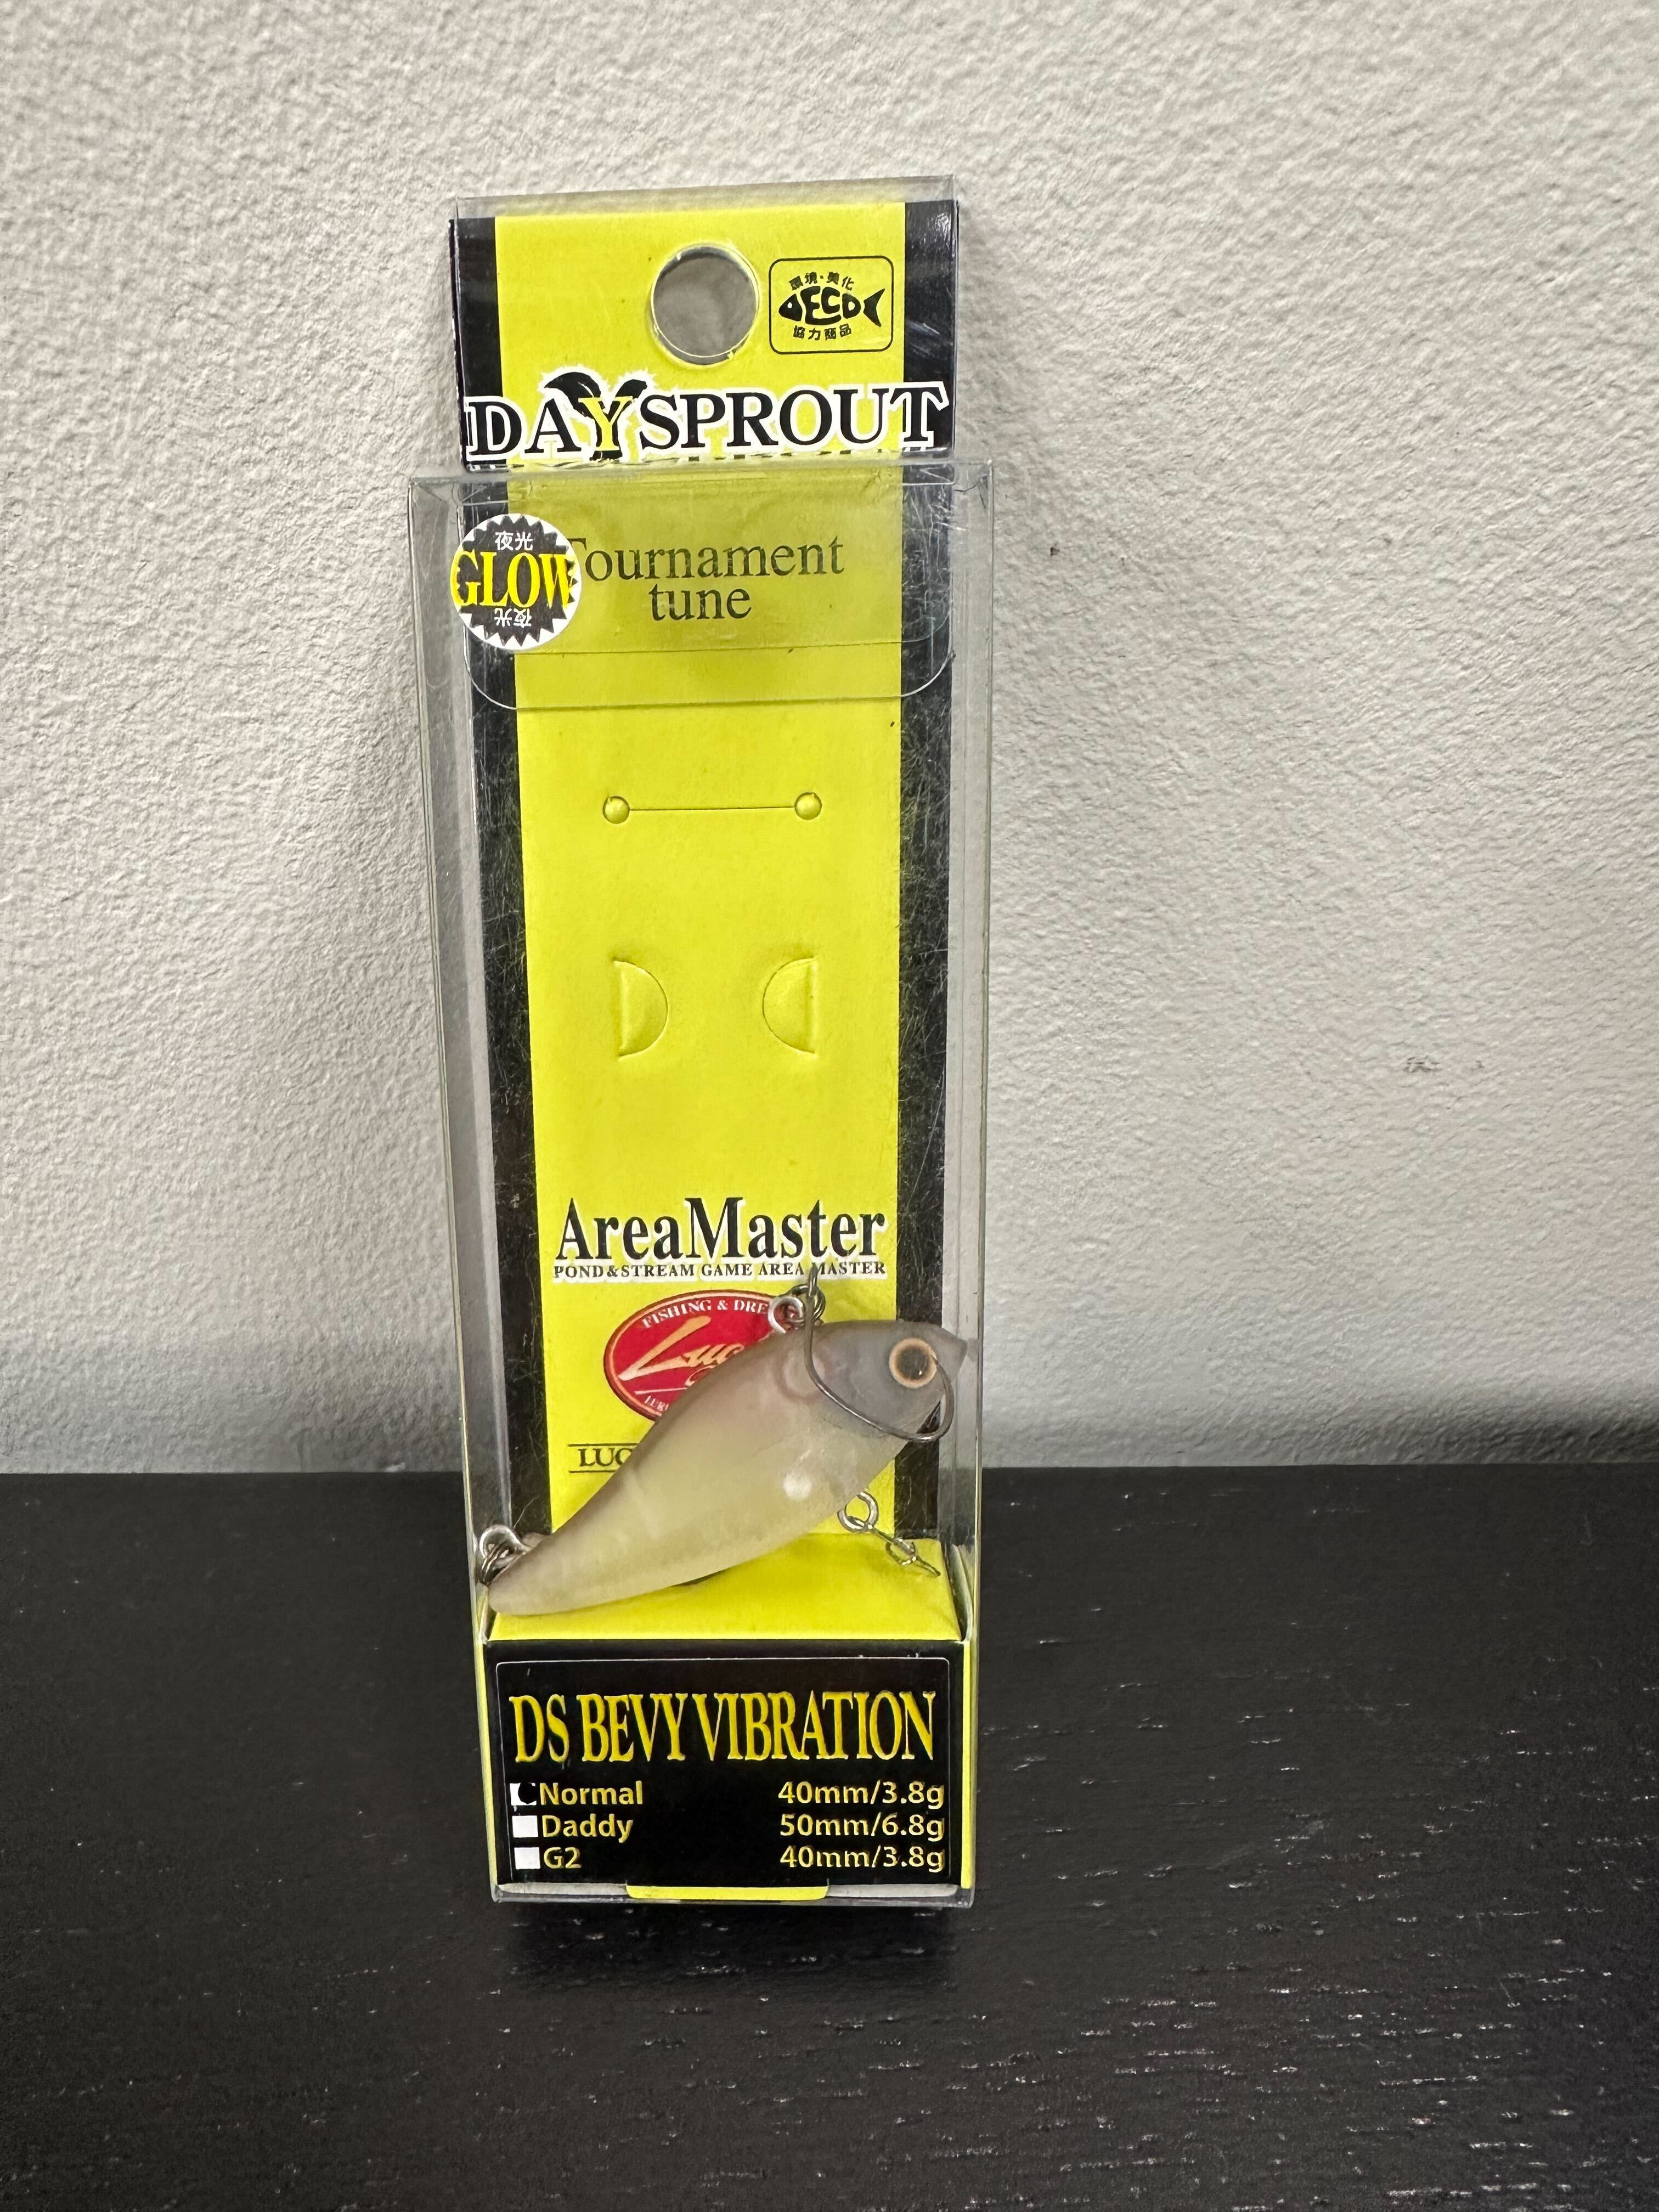 環境・美化
ECO
協力商品
DAYSPROUT
夜光
GLOW
夜光
Tournament
tune
AreaMaster
POND&STREAM GAME AREA MASTER
FISHING &
DS BEVY VIBRATION
Normal 40mm/3.8g
Daddy 50mm/6.8g
G2 40mm/3.8g